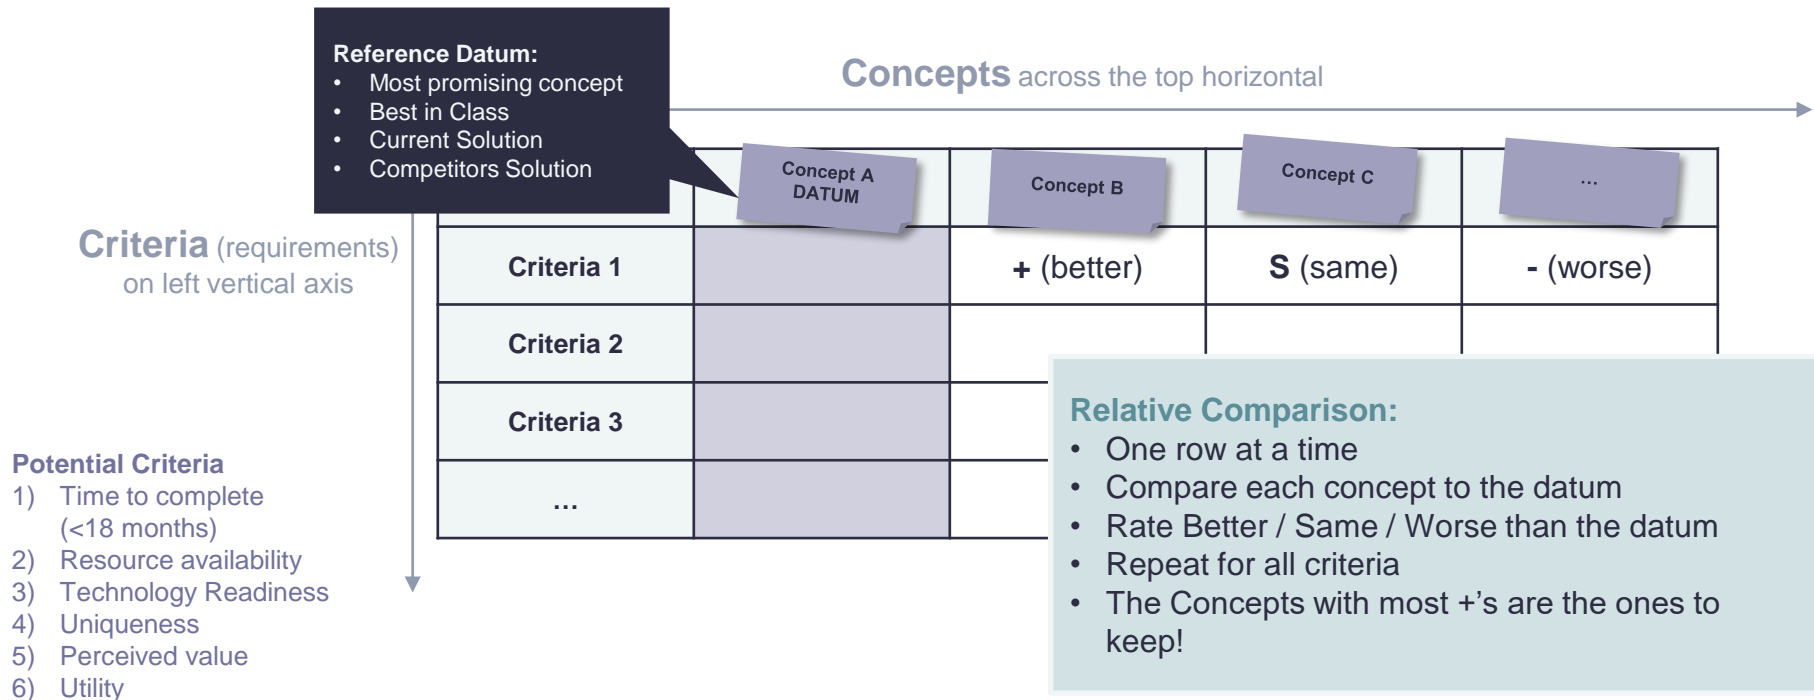 Reference Datum:
• Most promising concept
• Best in Class
• Current Solution
• Competitors Solution
Concepts across the top horizontal
Criteria (requirements)
on left vertical axis
Concept A
DATUM
Concept B
Concept C
...
Criteria 1
+ (better)
S (same)
- (worse)
Criteria 2
Criteria 3
...
Potential Criteria
1) Time to complete
(<18 months)
2) Resource availability
3) Technology Readiness
4) Uniqueness
5) Perceived value
6) Utility
Relative Comparison:
• One row at a time
• Compare each concept to the datum
• Rate Better / Same / Worse than the datum
• Repeat for all criteria
• The Concepts with most +’s are the ones to
keep!